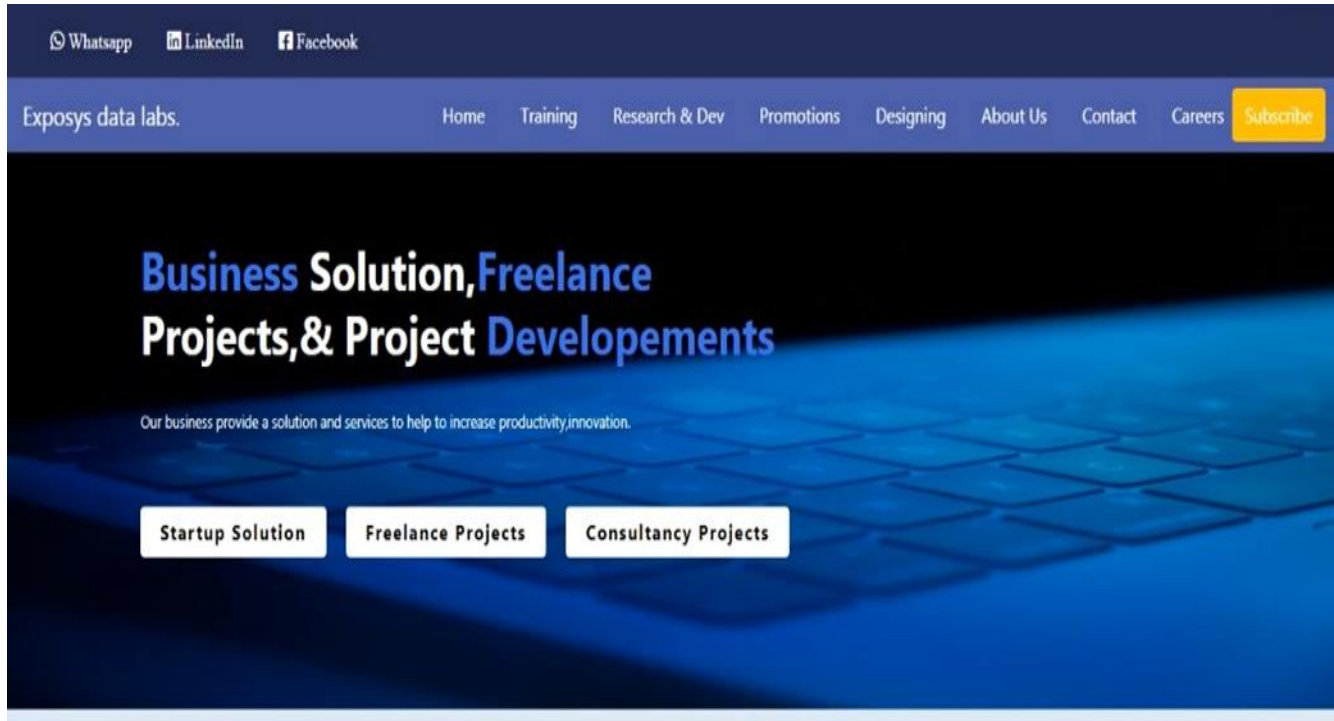 Whatsapp LinkedIn Facebook
Exposys data labs. Home Training Research & Dev Promotions Designing About Us Contact Careers Subscribe
Business Solution,Freelance
Projects,& Project Developements
Our business provide a solution and services to help to increase productivity,innovation.
Startup Solution Freelance Projects Consultancy Projects